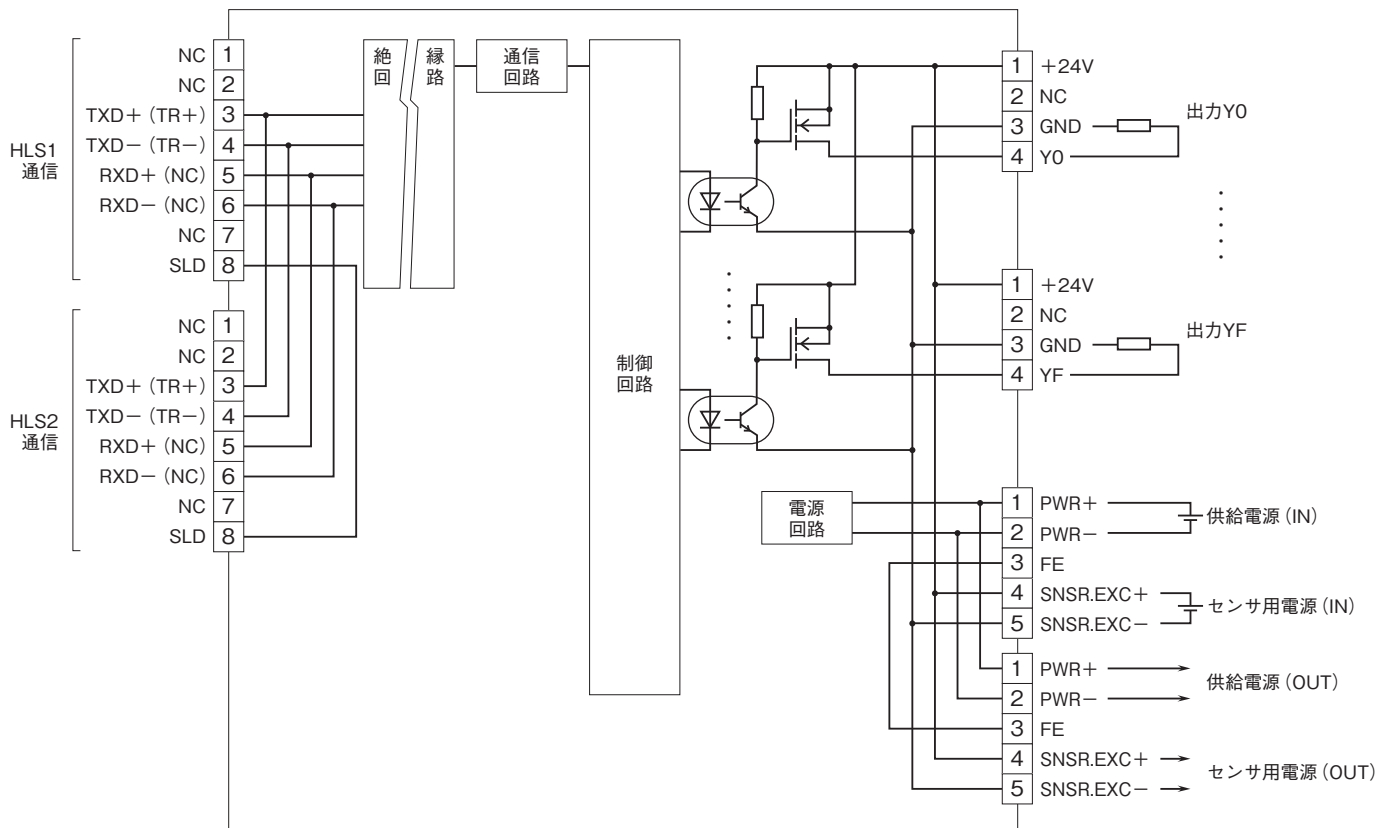 HLS1
通信
NC 1
NC 2
TXD＋（TR＋） 3
TXD－（TR－） 4
RXD＋（NC） 5
RXD－（NC） 6
NC 7
SLD 8
HLS2
通信
NC 1
NC 2
TXD＋（TR＋） 3
TXD－（TR－） 4
RXD＋（NC） 5
RXD－（NC） 6
NC 7
SLD 8
絶 縁
回 路
通信
回路
制御
回路
電源
回路
1 ＋24V
2 NC
3 GND
4 Y0
出力Y0
1 ＋24V
2 NC
3 GND
4 YF
出力YF
1 PWR＋
2 PWR－
3 FE
4 SNSR.EXC＋
5 SNSR.EXC－
供給電源（IN）
センサ用電源（IN）
1 PWR＋
2 PWR－
3 FE
4 SNSR.EXC＋
5 SNSR.EXC－
供給電源（OUT）
センサ用電源（OUT）